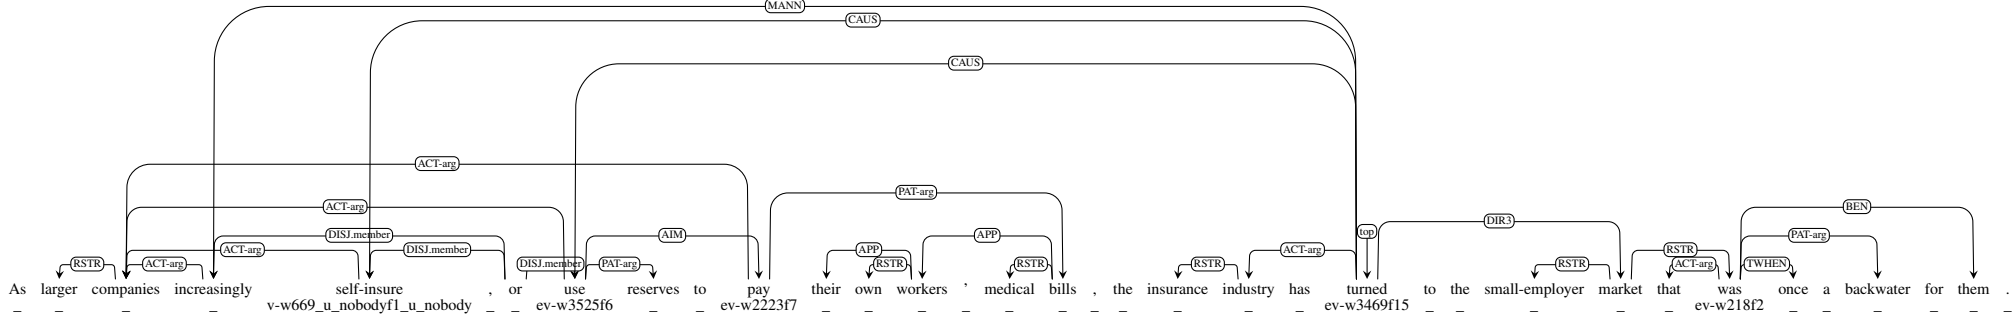 MANN
CAUS
CAUS
ACT-arg
PAT-arg
ACT-arg BEN
top DIR3
DISJ.member AIM APP PAT-arg
ACT-arg DISJ.member APP ACT-arg RSTR
RSTR ACT-arg DISJ.member PAT-arg RSTR RSTR RSTR RSTR ACT-arg TWHEN
As larger companies increasingly self-insure , or use reserves to pay their own workers ' medical bills , the insurance industry has turned to the small-employer market that was once a backwater for them .
_ _ _ _ v-w669_u_nobodyf1_u_nobody _ _ ev-w3525f6 _ _ ev-w2223f7 _ _ _ _ _ _ _ _ _ _ _ ev-w3469f15 _ _ _ _ _ ev-w218f2 _ _ _ _ _ _